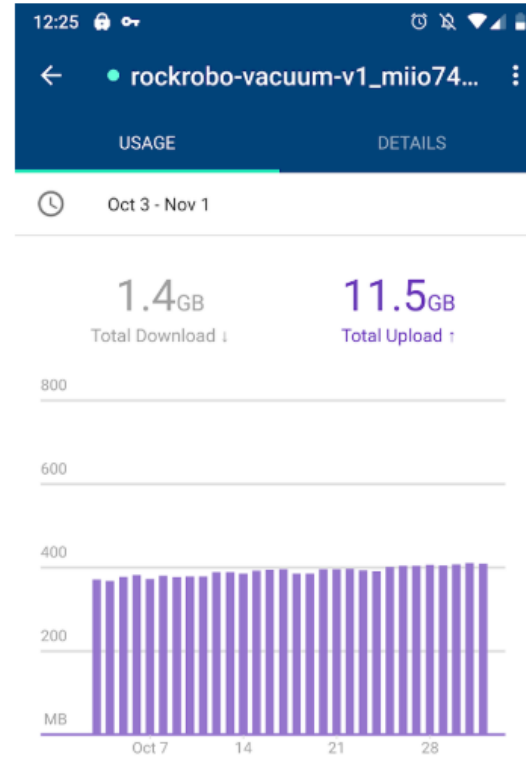 12:25
rockrobo-vacuum-v1_miio74...
USAGE DETAILS
Oct 3 - Nov 1
1.4GB 11.5GB
Total Download ↓ Total Upload ↑
800
600
400
200
MB
Oct 7 14 21 28